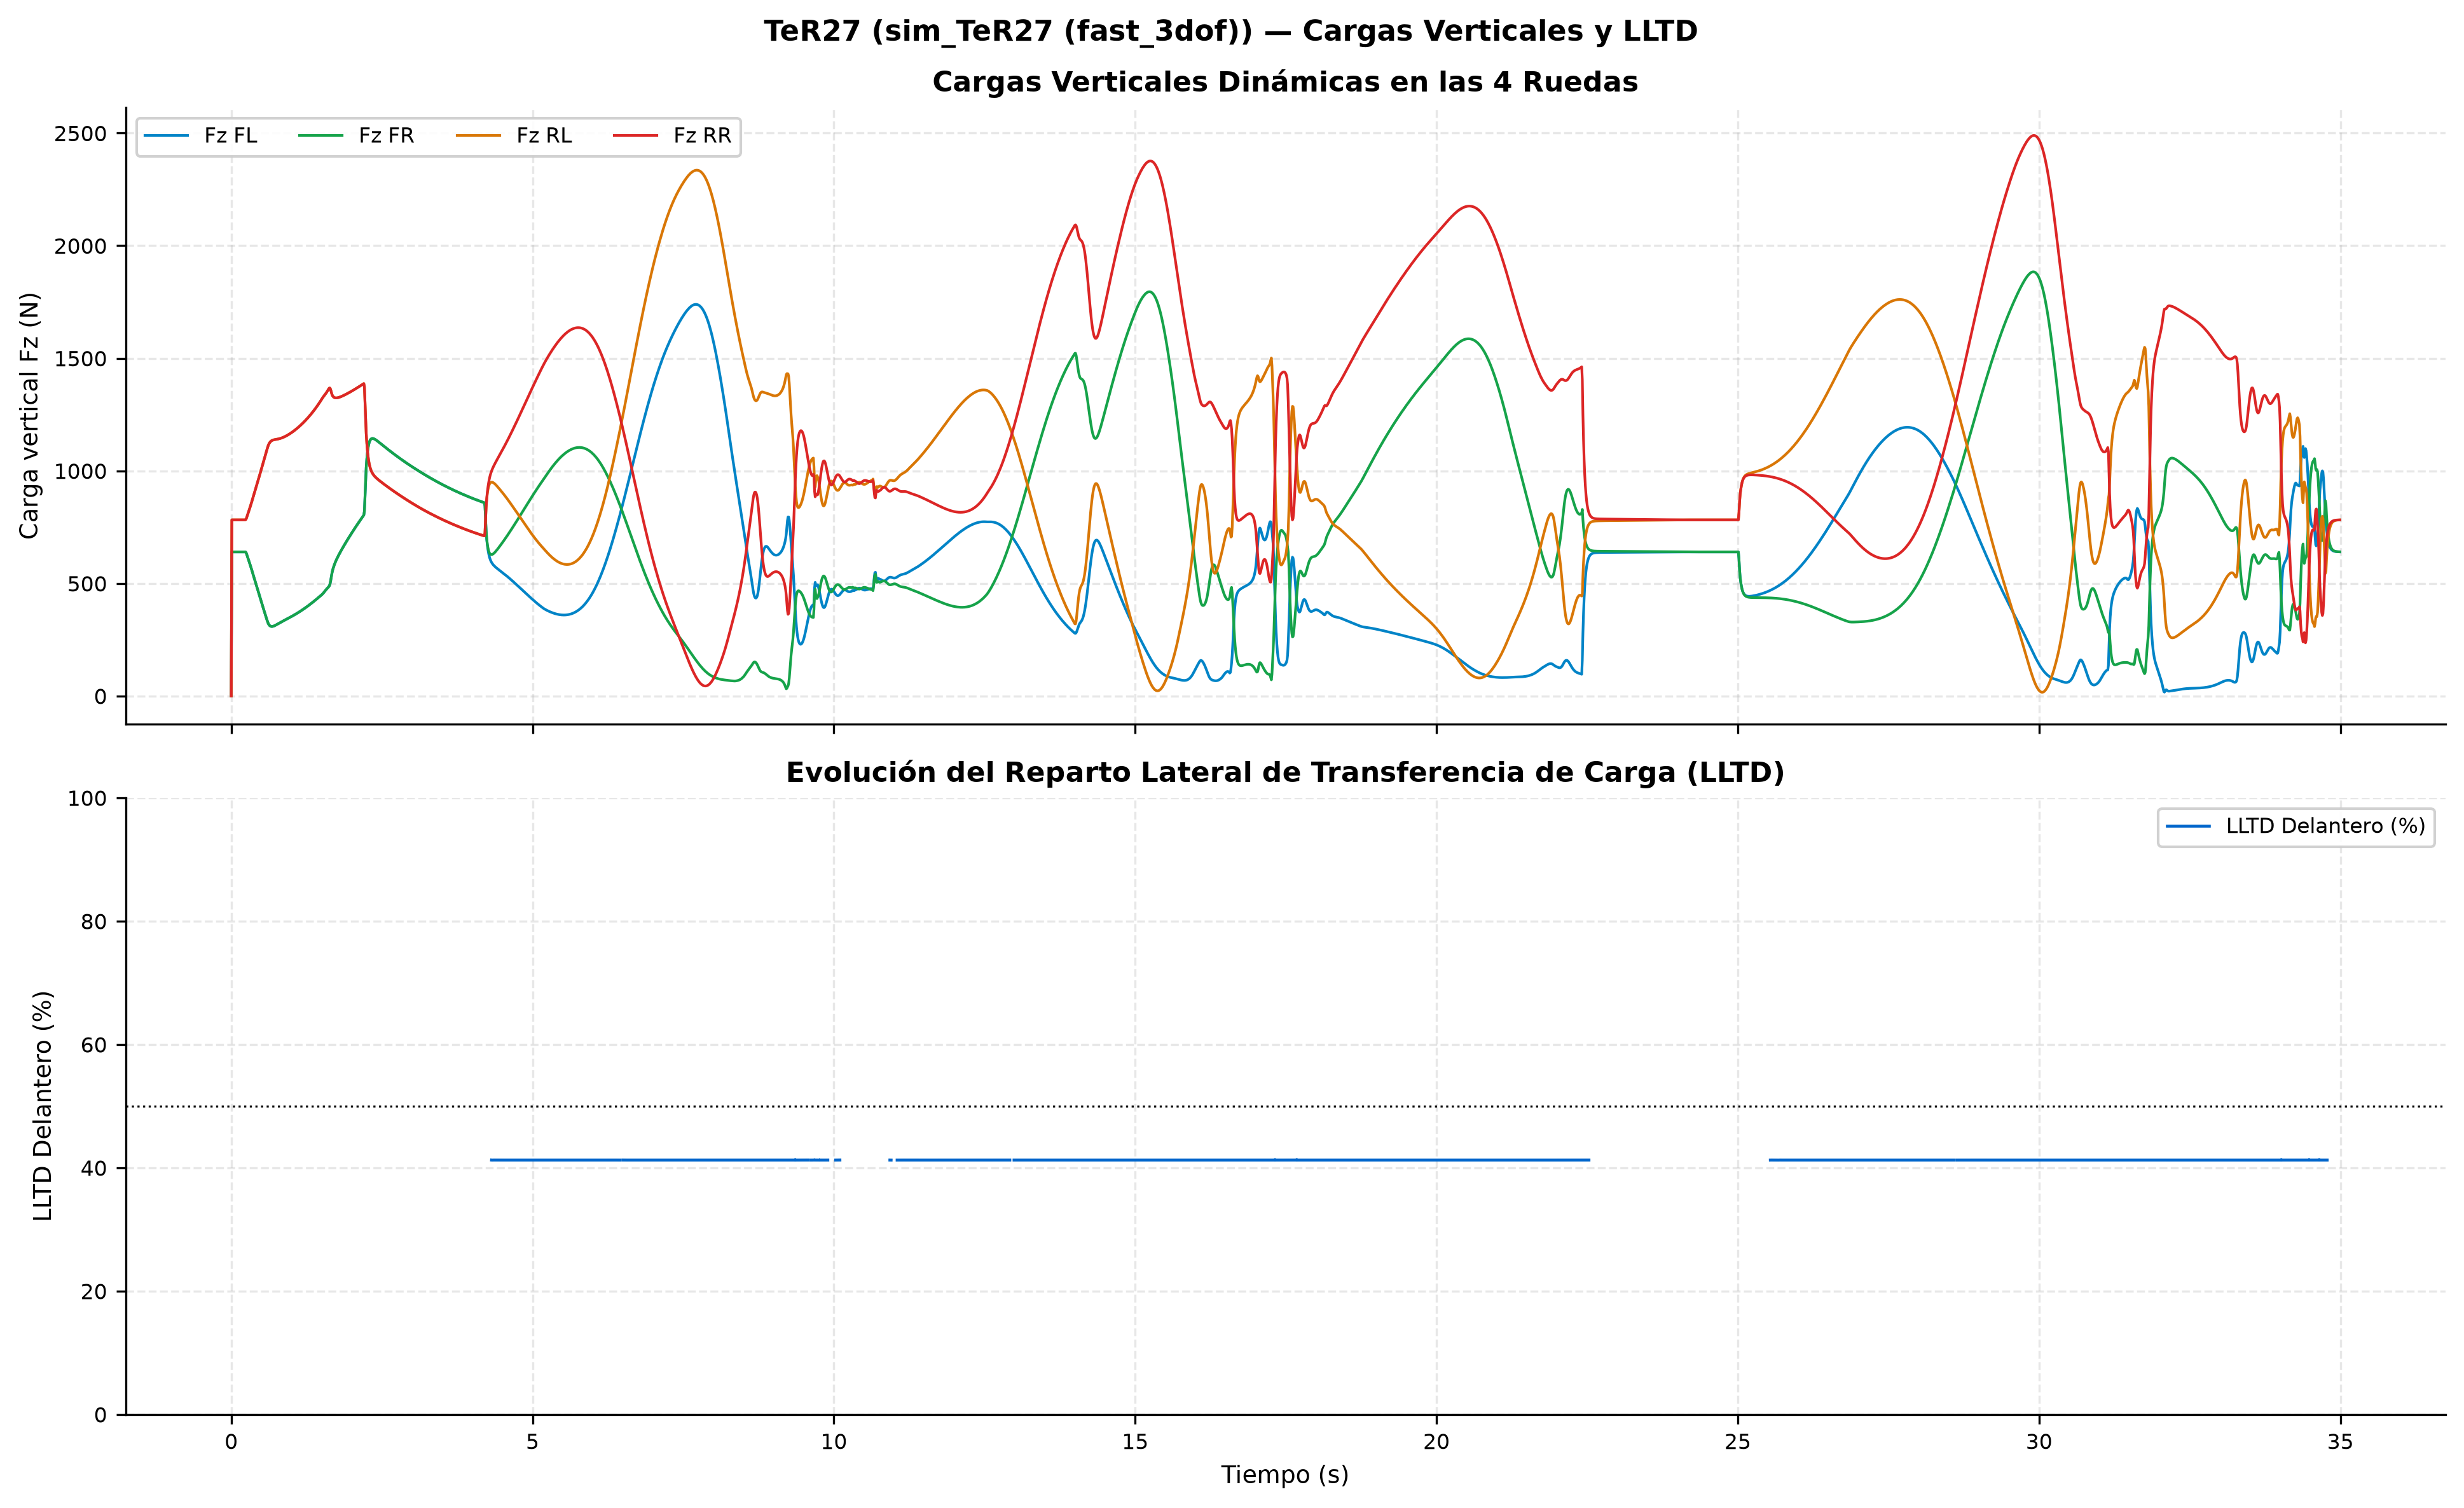 TeR27 (sim_TeR27 (fast_3dof)) — Cargas Verticales y LLTD
Cargas Verticales Dinámicas en las 4 Ruedas
Fz FL Fz FR Fz RL Fz RR
Carga vertical Fz (N)
2500
2000
1500
1000
500
0
Evolución del Reparto Lateral de Transferencia de Carga (LLTD)
LLTD Delantero (%)
LLTD Delantero (%)
100
80
60
40
20
0
0 5 10 15 20 25 30 35
Tiempo (s)